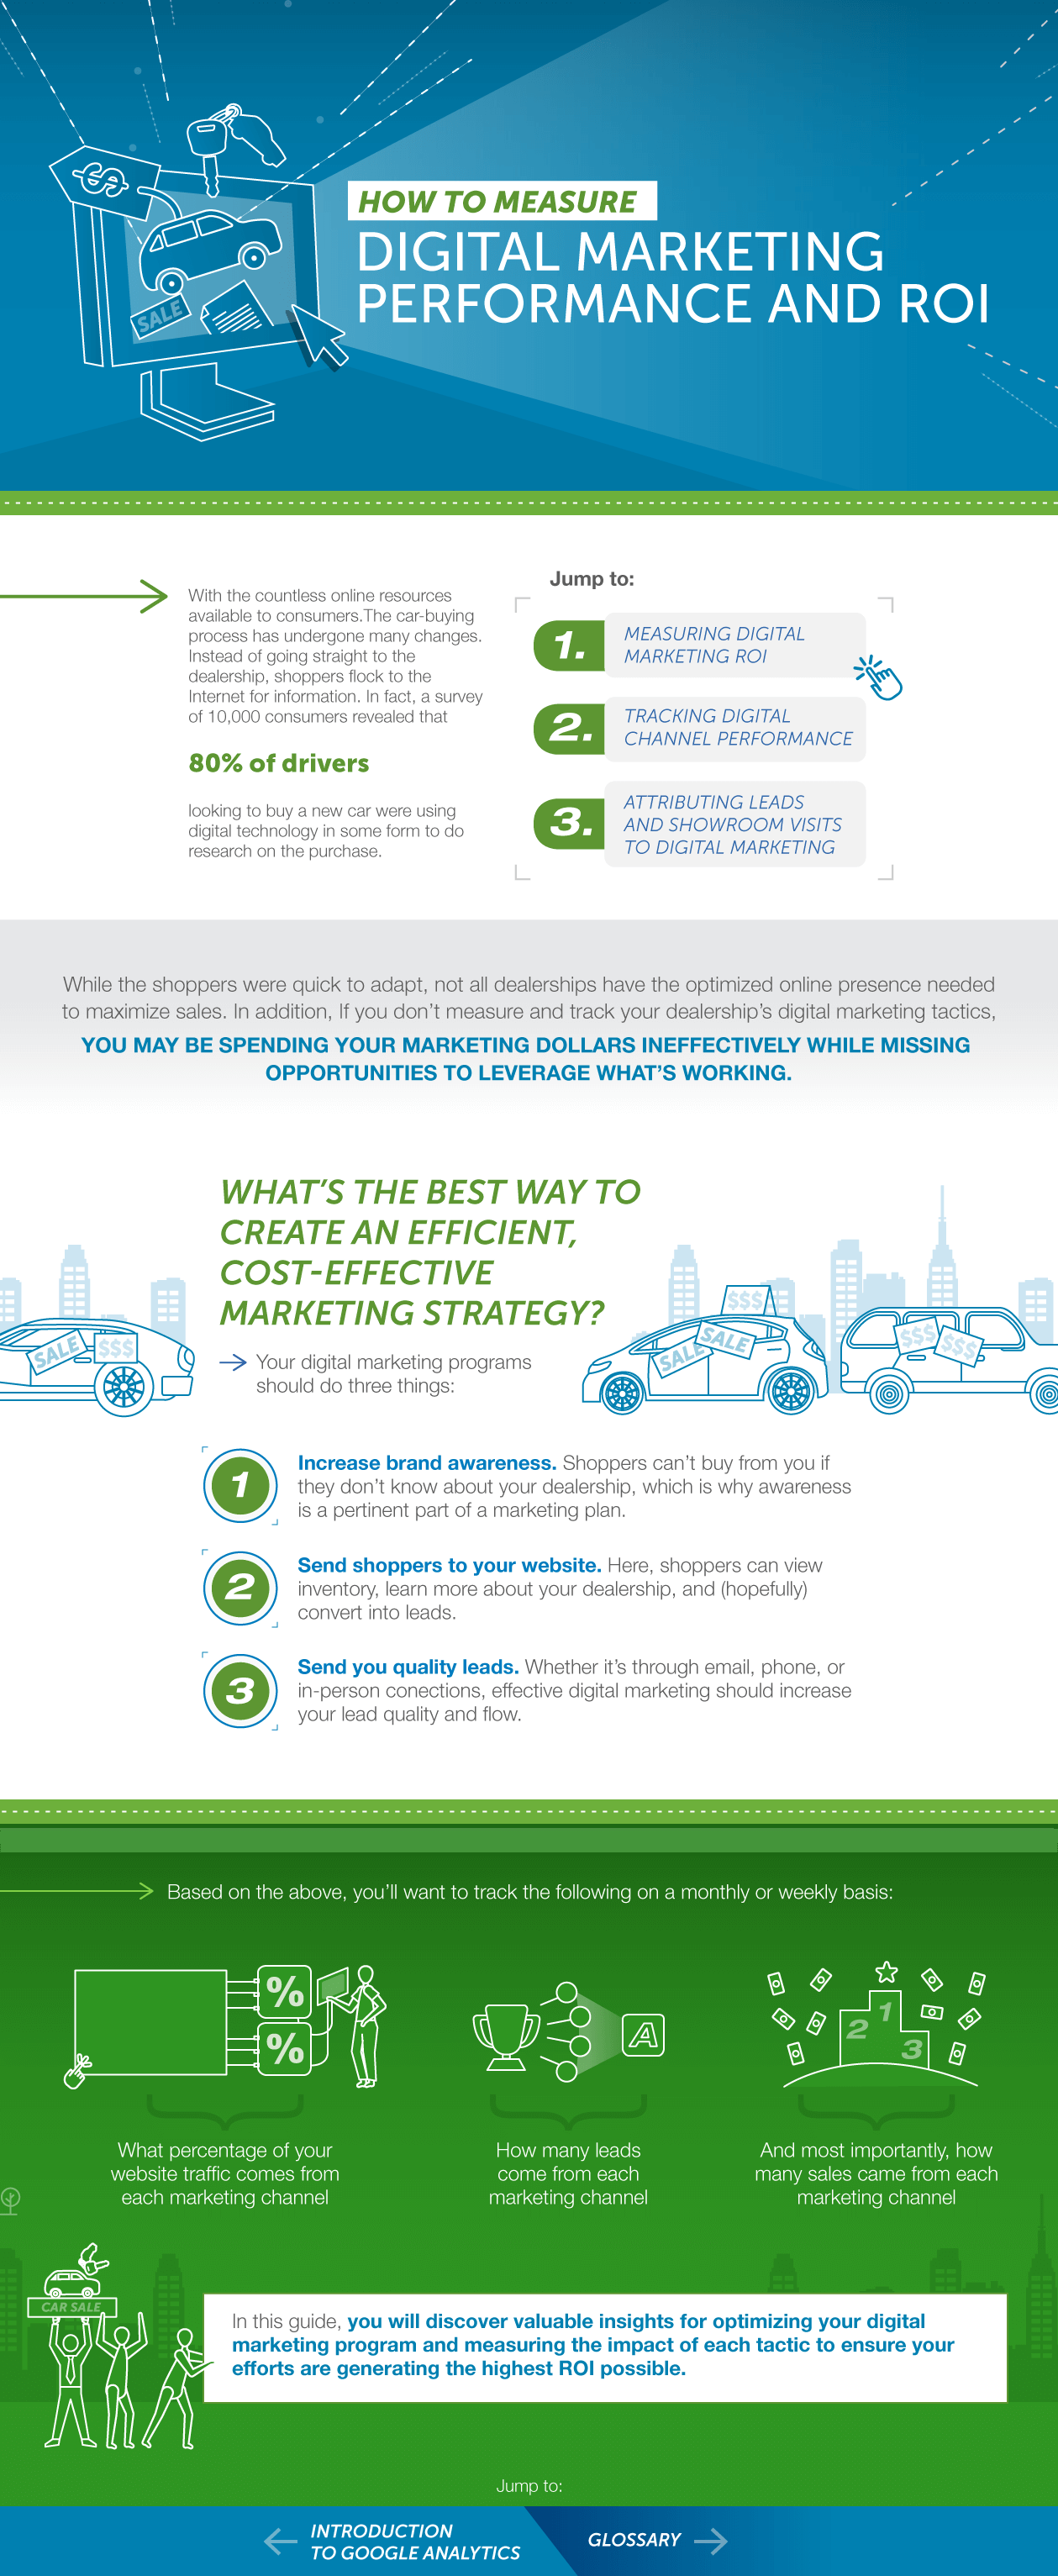 HOW TO MEASURE
DIGITAL MARKETING
PERFORMANCE AND ROI
SALE
With the countless online resources
available to consumers.The car-buying
process has undergone many changes.
Instead of going straight to the
dealership, shoppers flock to the
Internet for information. In fact, a survey
of 10,000 consumers revealed that
80% of drivers
looking to buy a new car were using
digital technology in some form to do
research on the purchase.
Jump to:
1.
MEASURING DIGITAL
MARKETING ROI
2.
TRACKING DIGITAL
CHANNEL PERFORMANCE
3.
ATTRIBUTING LEADS
AND SHOWROOM VISITS
TO DIGITAL MARKETING
While the shoppers were quick to adapt, not all dealerships have the optimized online presence needed
to maximize sales. In addition, If you don't measure and track your dealership's digital marketing tactics,
YOU MAY BE SPENDING YOUR MARKETING DOLLARS INEFFECTIVELY WHILE MISSING
OPPORTUNITIES TO LEVERAGE WHAT'S WORKING.
WHAT'S THE BEST WAY TO
CREATE AN EFFICIENT,
COST-EFFECTIVE
MARKETING STRATEGY?
Your digital marketing programs
should do three things:
SALE $$$
$$$
SALE SALE
$$$ $$$
1
Increase brand awareness. Shoppers can't buy from you if
they don't know about your dealership, which is why awareness
is a pertinent part of a marketing plan.
2
Send shoppers to your website. Here, shoppers can view
inventory, learn more about your dealership, and (hopefully)
convert into leads.
3
Send you quality leads. Whether it's through email, phone, or
in-person conections, effective digital marketing should increase
your lead quality and flow.
Based on the above, you'll want to track the following on a monthly or weekly basis:
%
%
A
1
2
3
What percentage of your
website traffic comes from
each marketing channel
How many leads
come from each
marketing channel
And most importantly, how
many sales came from each
marketing channel
CAR SALE
In this guide, you will discover valuable insights for optimizing your digital
marketing program and measuring the impact of each tactic to ensure your
efforts are generating the highest ROI possible.
Jump to:
INTRODUCTION
TO GOOGLE ANALYTICS
GLOSSARY